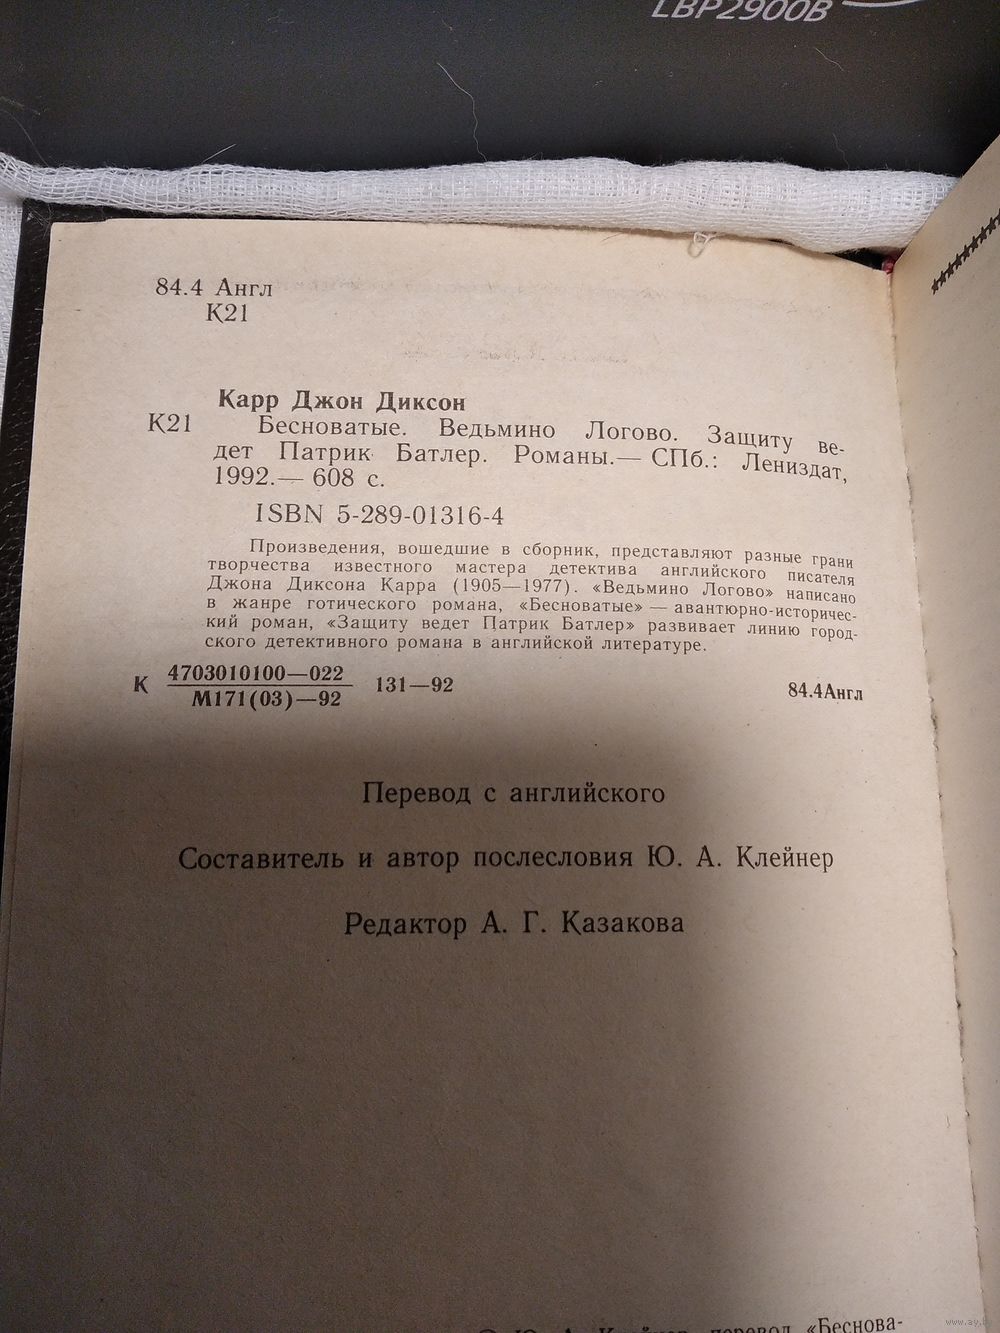 LBP2900B
84.4 Англ
К21
Карр Джон Диксон
К21 Бесноватые. Ведьмино Логово. Защиту ве-
дет Патрик Батлер. Романы.— СПб.: Лениздат,
1992.— 608 с.
ISBN 5-289-01316-4
Произведения, вошедшие в сборник, представляют разные грани
творчества известного мастера детектива английского писателя
Джона Диксона Карра (1905—1977). «Ведьмино Логово» написано
в жанре готического романа, «Бесноватые» — авантюрно-историчес-
кий роман, «Защиту ведет Патрик Батлер» развивает линию город-
ского детективного романа в английской литературе.
К 4703010100—022 131—92
М171(03)—92
84.4Англ
Перевод с английского
Составитель и автор послесловия Ю. А. Клейнер
Редактор А. Г. Казакова
© Ю. А. Клейнер, перевод «Беснова-